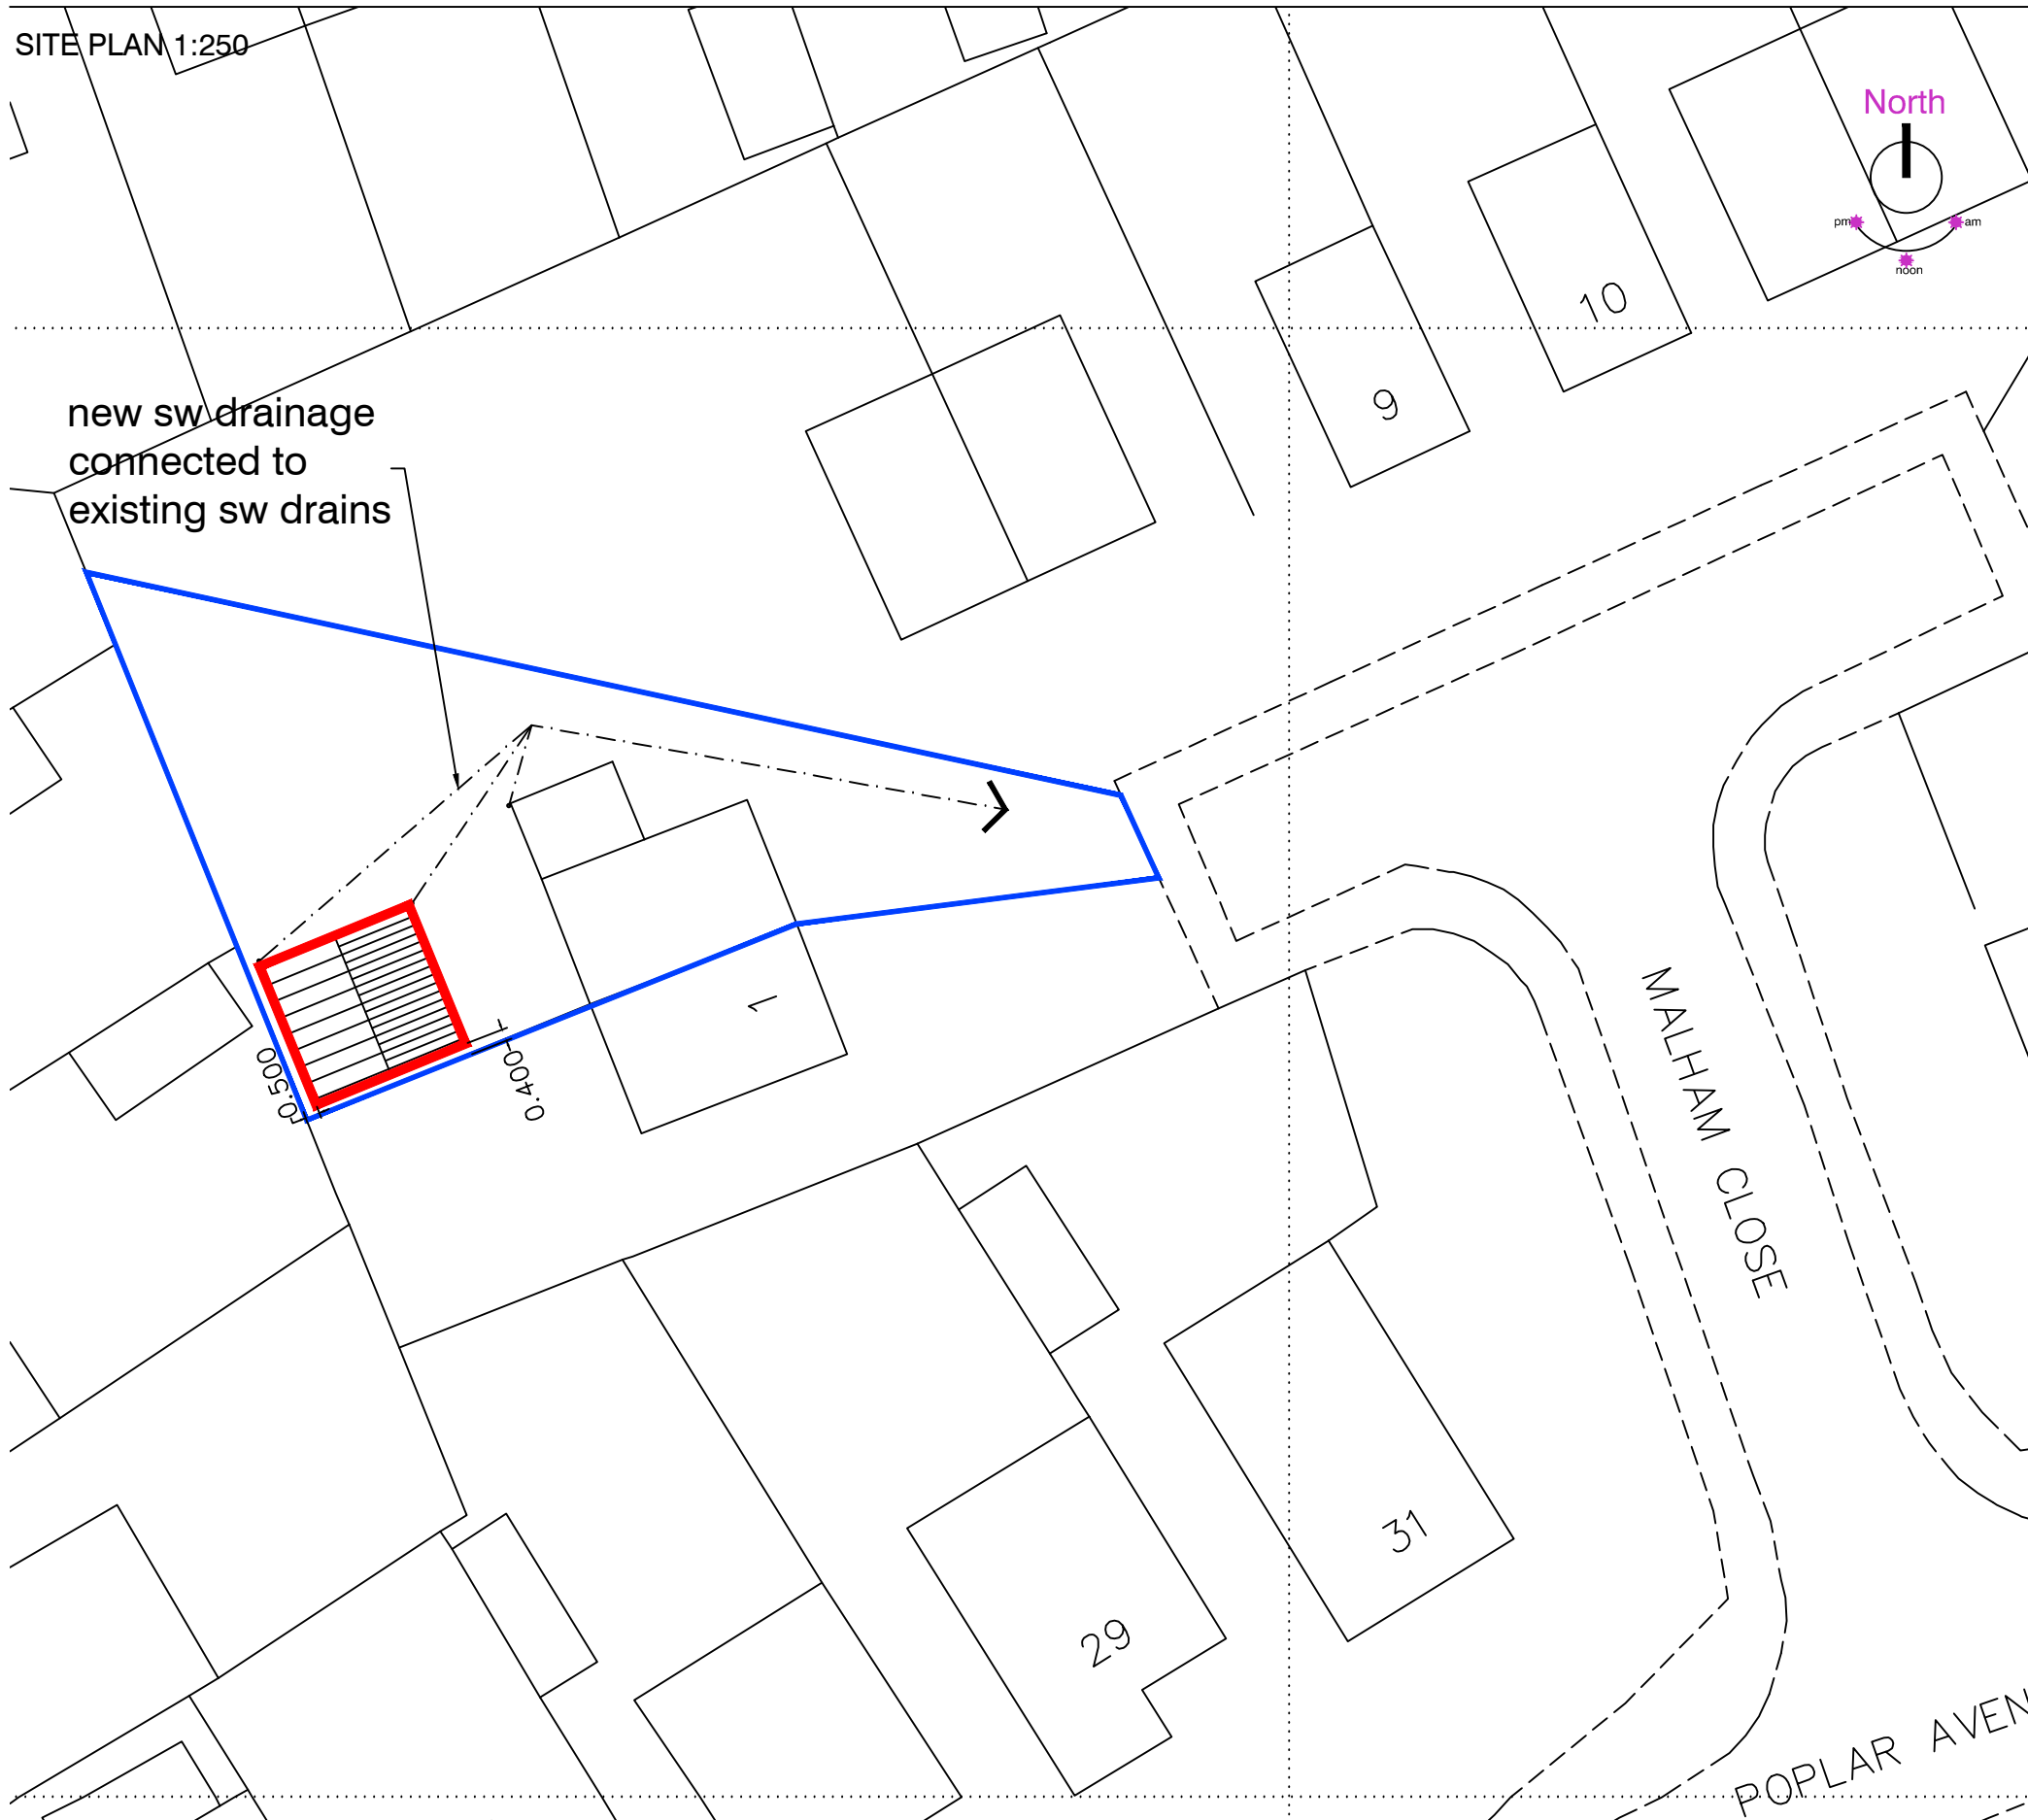 SITE PLAN 1:250
North
pm
am
noon
10
9
new sw drainage
connected to
existing sw drains
1
0.500
0.400
MALHAM CLOSE
31
29
POPLAR AVEN